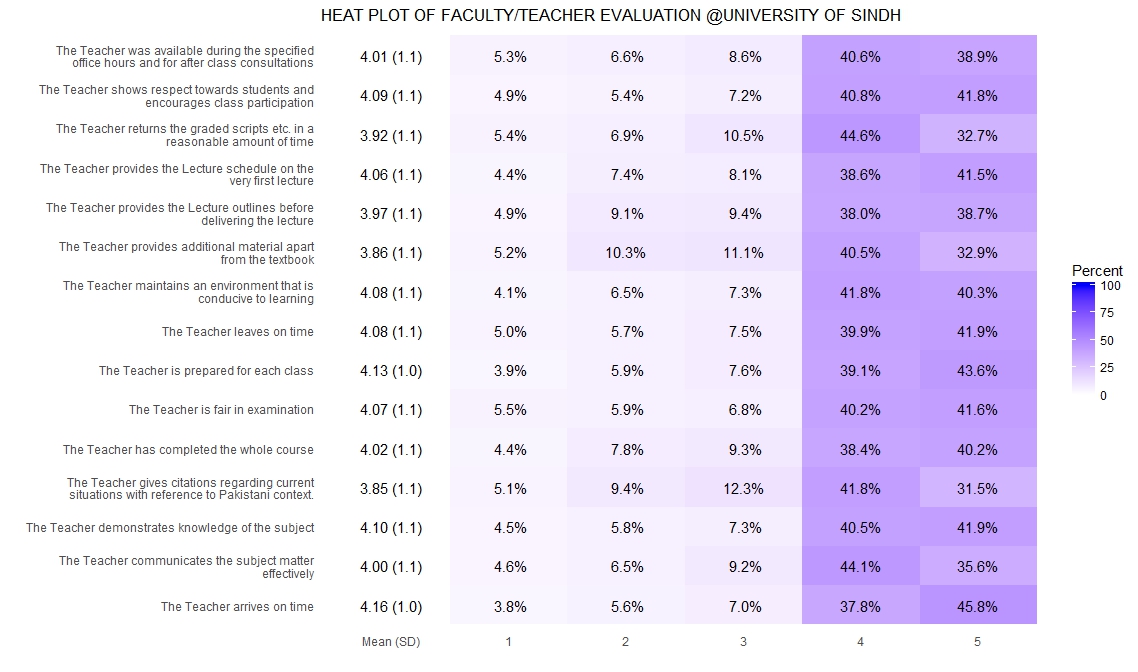 HEAT PLOT OF FACULTY/TEACHER EVALUATION @UNIVERSITY OF SINDH
The Teacher was available during the specified
office hours and for after class consultations
4.01 (1.1) 5.3% 6.6% 8.6% 40.6% 38.9%
The Teacher shows respect towards students and
encourages class participation
4.09 (1.1) 4.9% 5.4% 7.2% 40.8% 41.8%
The Teacher returns the graded scripts etc. in a
reasonable amount of time
3.92 (1.1) 5.4% 6.9% 10.5% 44.6% 32.7%
The Teacher provides the Lecture schedule on the
very first lecture
4.06 (1.1) 4.4% 7.4% 8.1% 38.6% 41.5%
The Teacher provides the Lecture outlines before
delivering the lecture
3.97 (1.1) 4.9% 9.1% 9.4% 38.0% 38.7%
The Teacher provides additional material apart
from the textbook
3.86 (1.1) 5.2% 10.3% 11.1% 40.5% 32.9%
The Teacher maintains an environment that is
conducive to learning
4.08 (1.1) 4.1% 6.5% 7.3% 41.8% 40.3%
The Teacher leaves on time 4.08 (1.1) 5.0% 5.7% 7.5% 39.9% 41.9%
The Teacher is prepared for each class 4.13 (1.0) 3.9% 5.9% 7.6% 39.1% 43.6%
The Teacher is fair in examination 4.07 (1.1) 5.5% 5.9% 6.8% 40.2% 41.6%
The Teacher has completed the whole course 4.02 (1.1) 4.4% 7.8% 9.3% 38.4% 40.2%
The Teacher gives citations regarding current
situations with reference to Pakistani context.
3.85 (1.1) 5.1% 9.4% 12.3% 41.8% 31.5%
The Teacher demonstrates knowledge of the subject 4.10 (1.1) 4.5% 5.8% 7.3% 40.5% 41.9%
The Teacher communicates the subject matter
effectively
4.00 (1.1) 4.6% 6.5% 9.2% 44.1% 35.6%
The Teacher arrives on time 4.16 (1.0) 3.8% 5.6% 7.0% 37.8% 45.8%
Mean (SD) 1 2 3 4 5
Percent
100
75
50
25
0